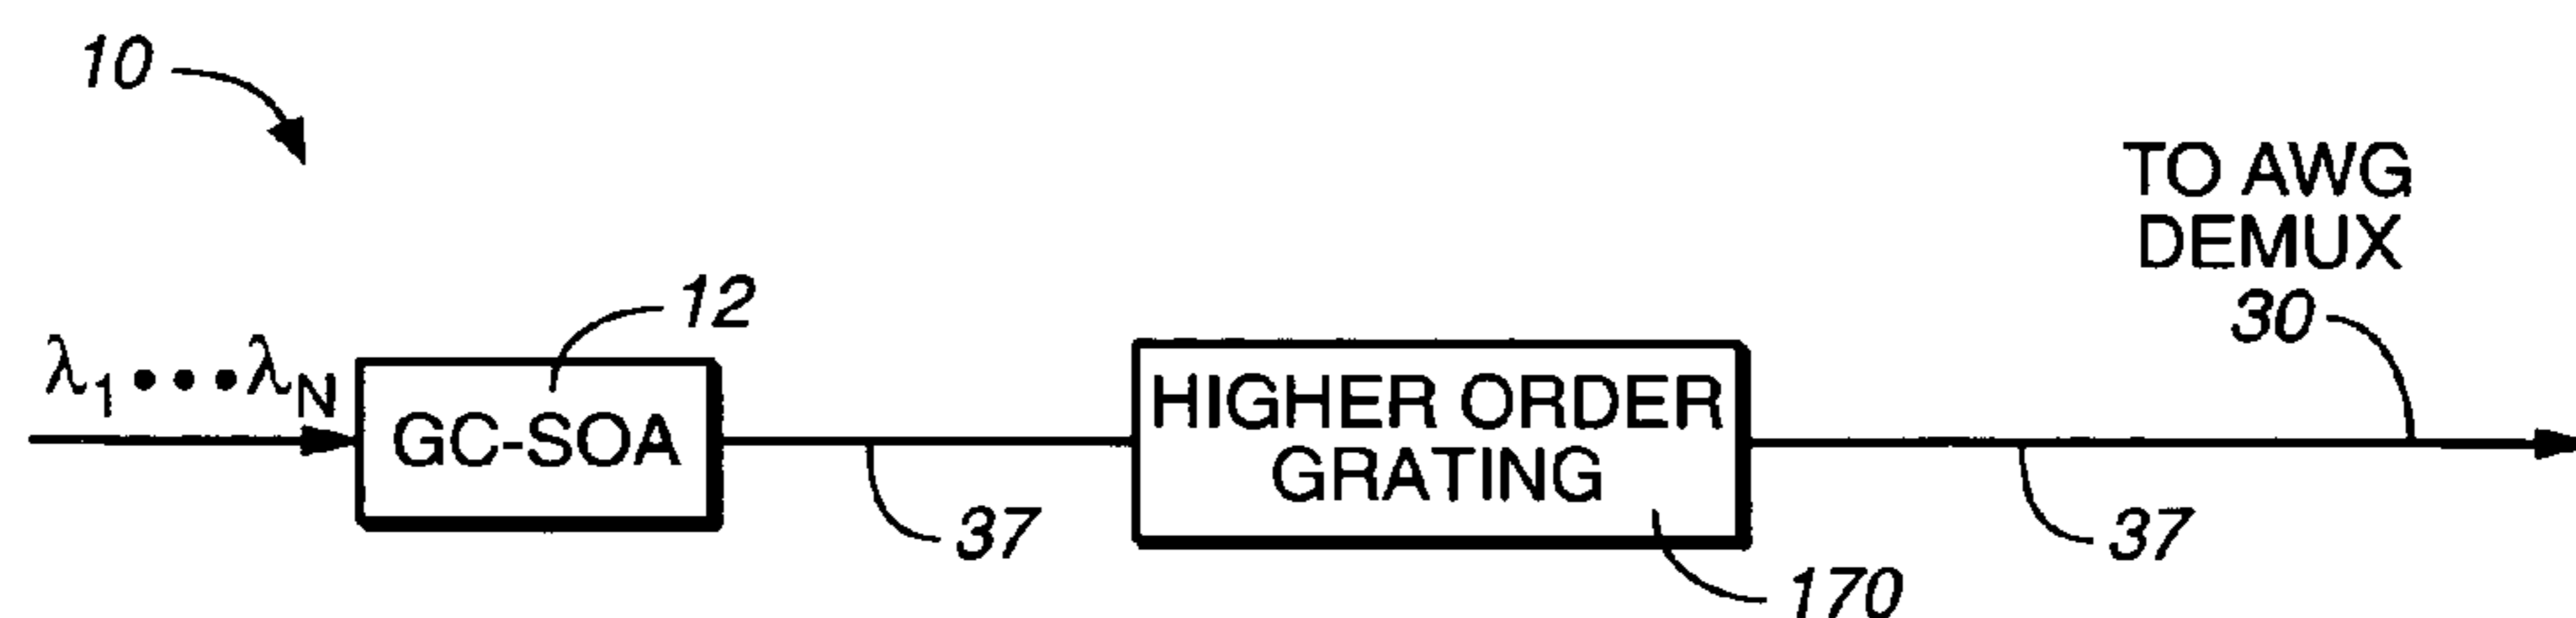 10
TO AWG
DEMUX
30
12
λ1•••λN
GC-SOA
HIGHER ORDER
GRATING
37
37
170